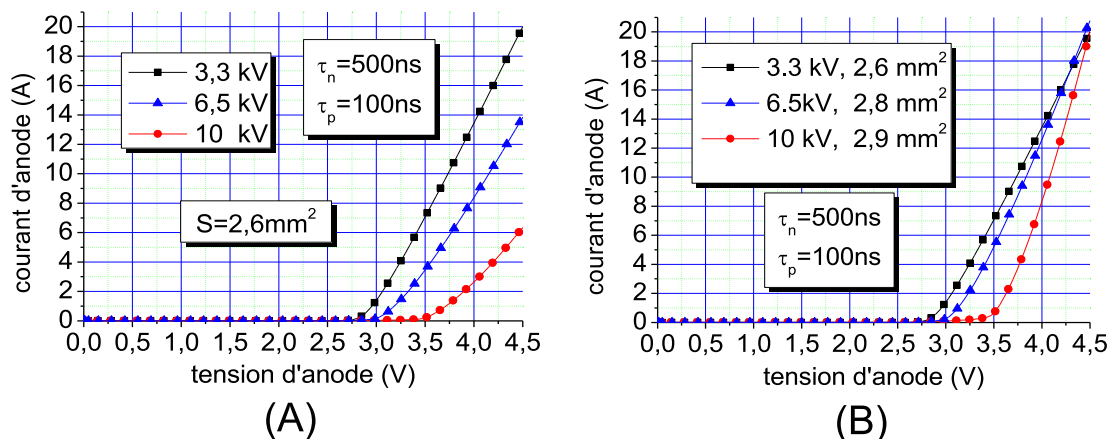 20
18
16
14
12
10
8
6
4
2
0
courant d'anode (A)
3,3 kV
6,5 kV
10 kV
τn=500ns
τp=100ns
S=2,6mm²
0,0 0,5 1,0 1,5 2,0 2,5 3,0 3,5 4,0 4,5
tension d'anode (V)
(A)
20
18
16
14
12
10
8
6
4
2
0
courant d'anode (A)
3.3 kV, 2,6 mm²
6.5kV, 2,8 mm²
10 kV, 2,9 mm²
τn=500ns
τp=100ns
0,0 0,5 1,0 1,5 2,0 2,5 3,0 3,5 4,0 4,5
tension d'anode (V)
(B)